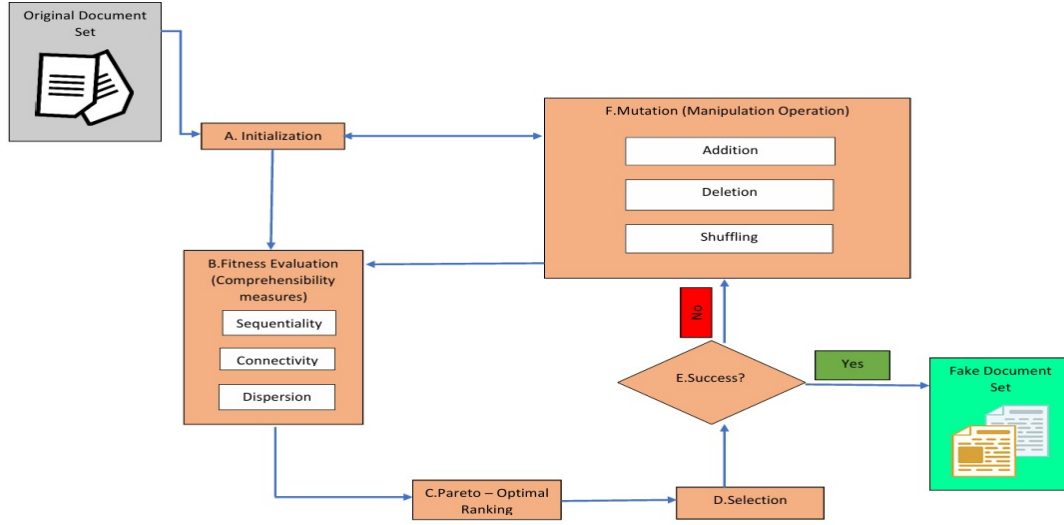 Original Document
Set
A. Initialization
F.Mutation (Manipulation Operation)
Addition
Deletion
Shuffling
B.Fitness Evaluation
(Comprehensibility
measures)
Sequentiality
Connectivity
Dispersion
No
Yes
E.Success?
Fake Document
Set
C.Pareto – Optimal
Ranking
D.Selection